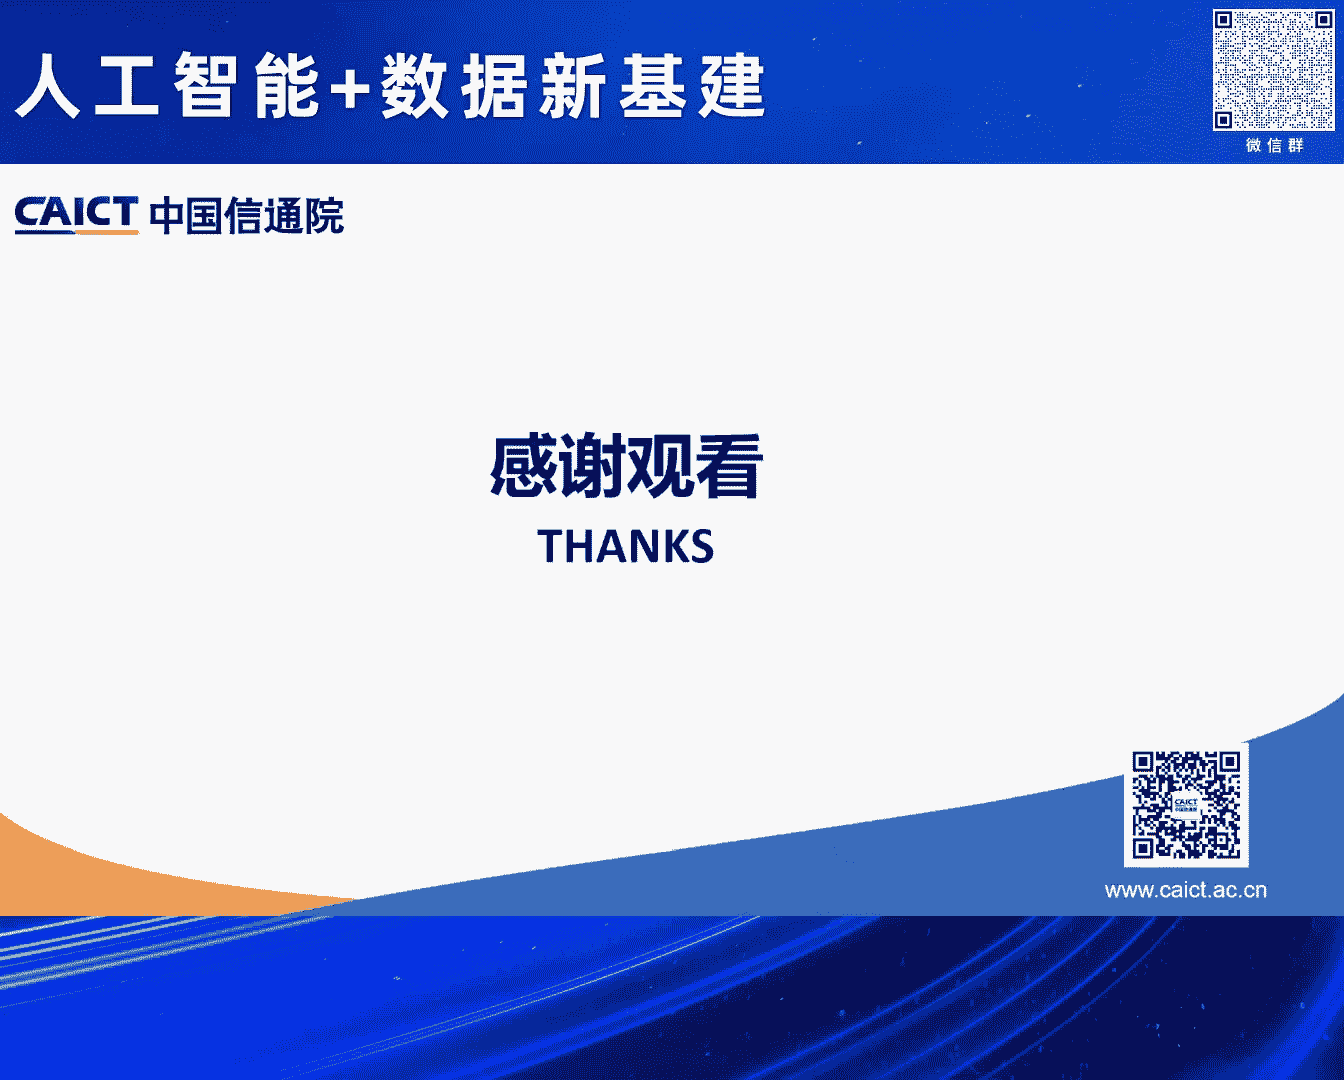 人工智能+数据新基建
微信群
CAICT 中国信通院
感谢观看
THANKS
CAICT
中国信通院
www.caict.ac.cn